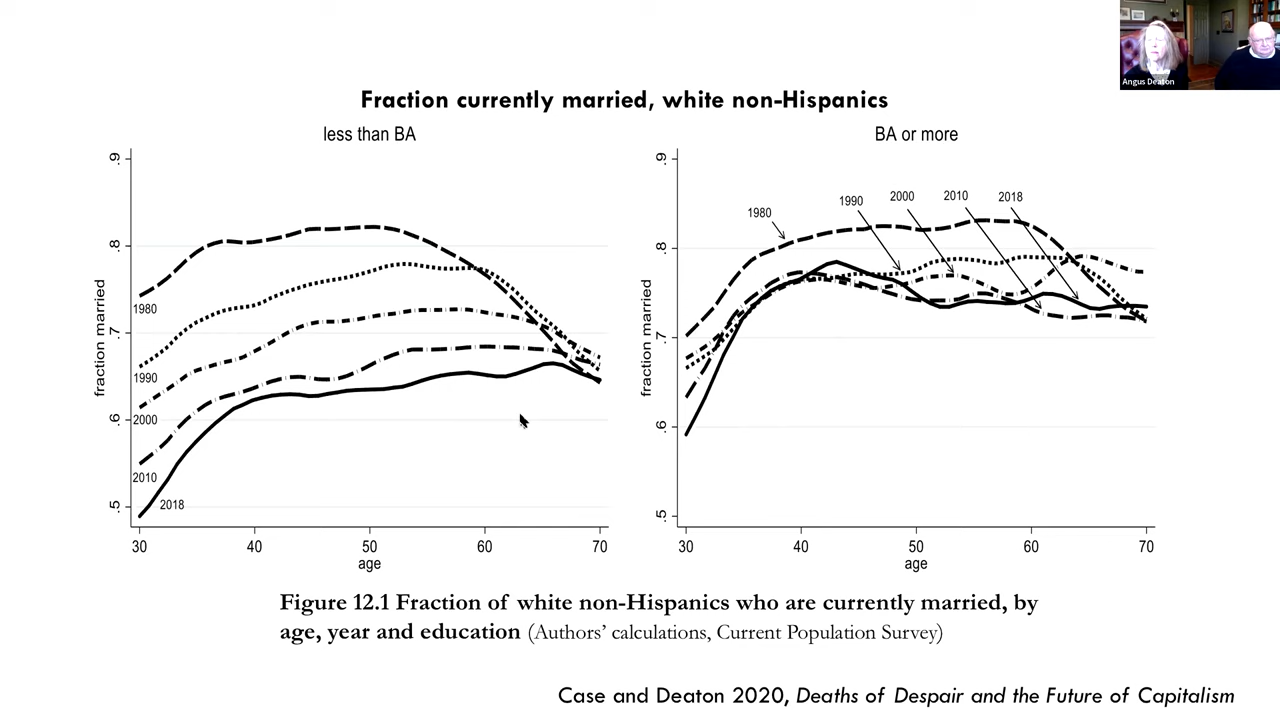 Angus Deaton
Fraction currently married, white non-Hispanics
less than BA
BA or more
.9
.8
.7
.6
.5
fraction married
1980
1990
2000
2010
2018
30
40
50
60
70
age
.9
.8
.7
.6
.5
fraction married
1980
1990
2000
2010
2018
30
40
50
60
70
age
Figure 12.1 Fraction of white non-Hispanics who are currently married, by
age, year and education (Authors’ calculations, Current Population Survey)
Case and Deaton 2020, Deaths of Despair and the Future of Capitalism